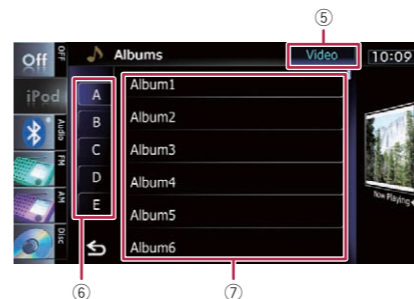 ⑤
Off
Off
Albums
Video
10:09
iPod
A
Album1
B
Album2
Audio
C
Album3
FM
D
Album4
AM
E
Album5
Now Playing
Disc
Album6
⑥
⑦